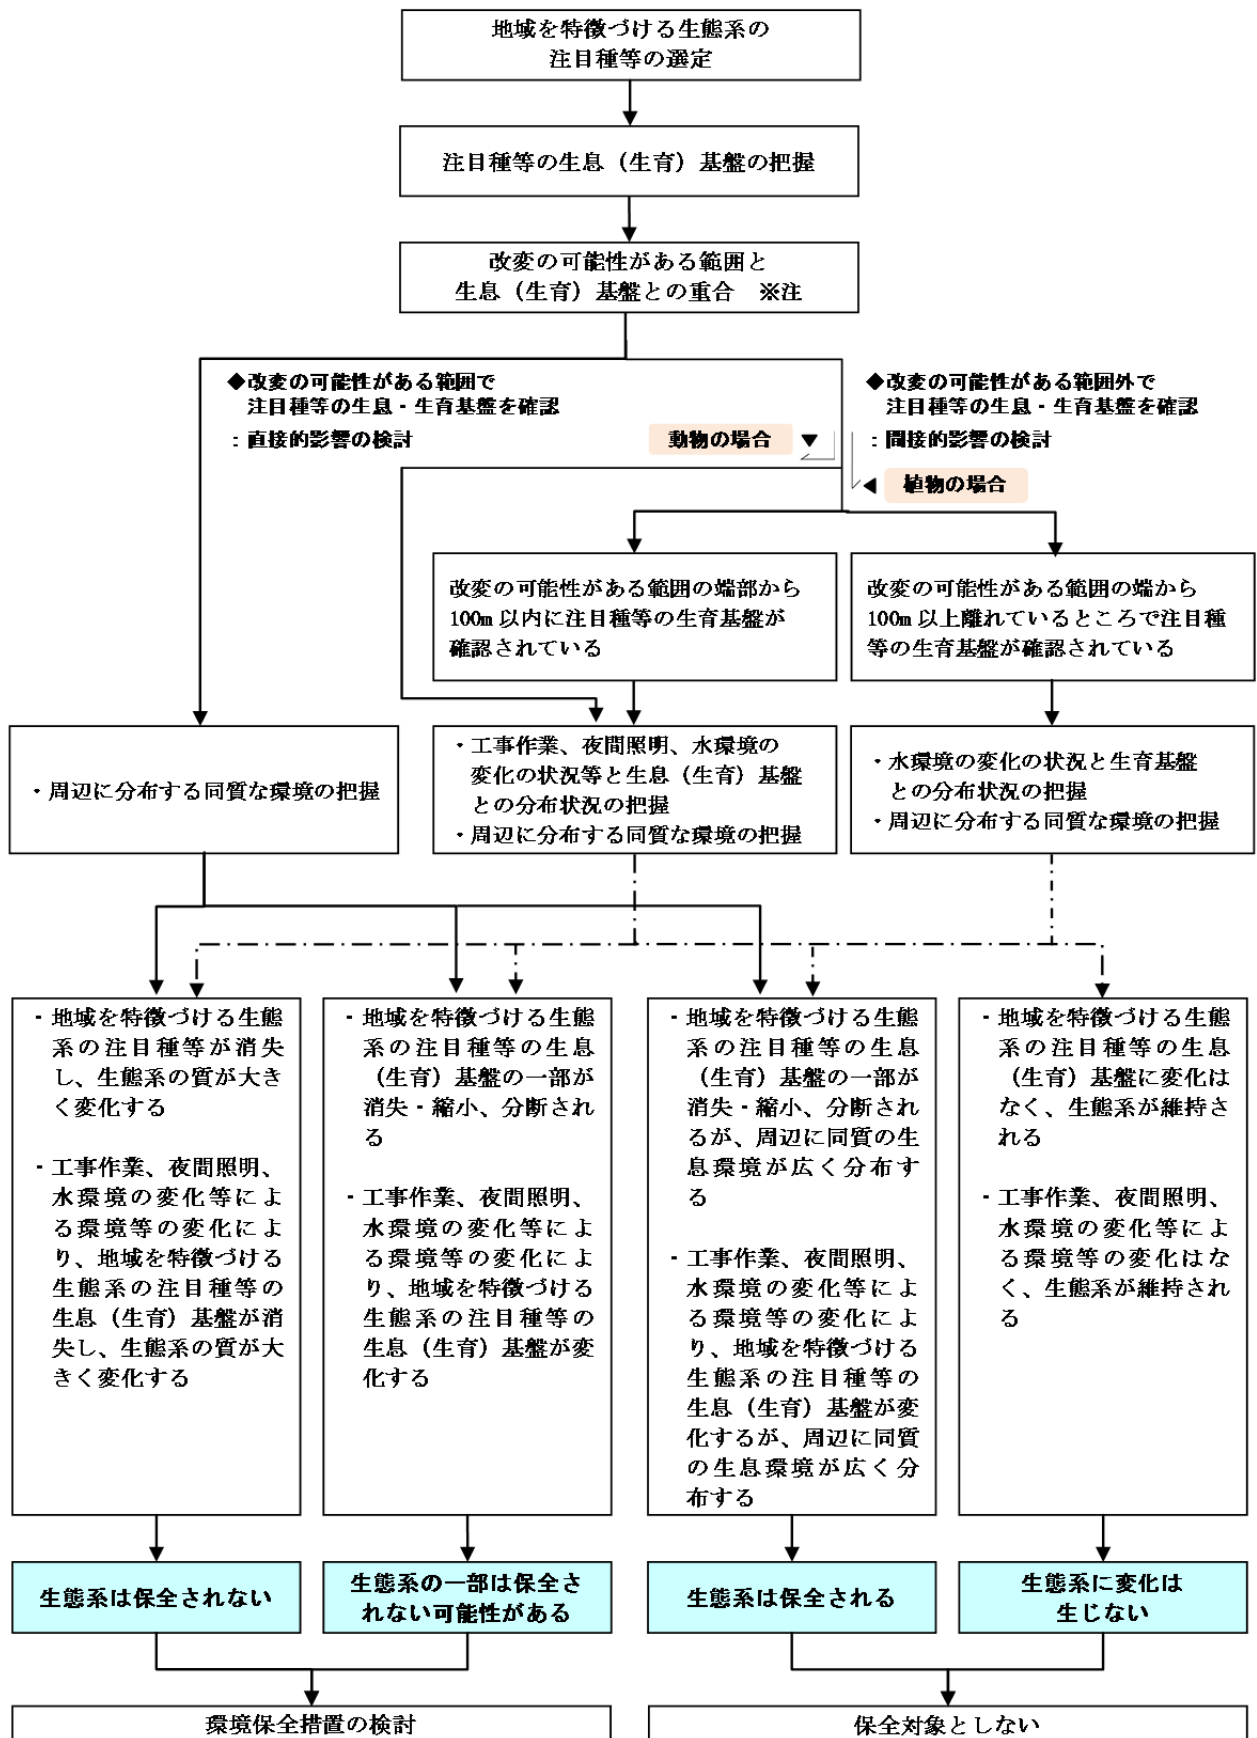 地域を特徴づける生態系の
注目種等の選定
注目種等の生息（生育）基盤の把握
改変の可能性がある範囲と
生息（生育）基盤との重合　※注
◆改変の可能性がある範囲で
注目種等の生息・生育基盤を確認
：直接的影響の検討
◆改変の可能性がある範囲外で
注目種等の生息・生育基盤を確認
：間接的影響の検討
動物の場合
植物の場合
改変の可能性がある範囲の端部から
100m 以内に注目種等の生育基盤が
確認されている
改変の可能性がある範囲の端から
100m 以上離れているところで注目種
等の生育基盤が確認されている
・周辺に分布する同質な環境の把握
・工事作業、夜間照明、水環境の
変化の状況等と生息（生育）基盤
との分布状況の把握
・周辺に分布する同質な環境の把握
・水環境の変化の状況と生育基盤
との分布状況の把握
・周辺に分布する同質な環境の把握
・地域を特徴づける生態
系の注目種等が消失
し、生態系の質が大き
く変化する
・工事作業、夜間照明、
水環境の変化等によ
る環境等の変化によ
り、地域を特徴づける
生態系の注目種等の
生息（生育）基盤が消
失し、生態系の質が大
きく変化する
・地域を特徴づける生態
系の注目種等の生息
（生育）基盤の一部が
消失・縮小、分断され
る
・工事作業、夜間照明、
水環境の変化等によ
る環境等の変化によ
り、地域を特徴づける
生態系の注目種等の
生息（生育）基盤が変
化する
・地域を特徴づける生態
系の注目種等の生息
（生育）基盤の一部が
消失・縮小、分断され
るが、周辺に同質の生
息環境が広く分布す
る
・工事作業、夜間照明、
水環境の変化等によ
る環境等の変化によ
り、地域を特徴づける
生態系の注目種等の
生息（生育）基盤が変
化するが、周辺に同質
の生息環境が広く分
布する
・地域を特徴づける生態
系の注目種等の生息
（生育）基盤に変化は
なく、生態系が維持さ
れる
・工事作業、夜間照明、
水環境の変化等によ
る環境等の変化はな
く、生態系が維持され
る
生態系は保全されない
生態系の一部は保全さ
れない可能性がある
生態系は保全される
生態系に変化は
生じない
環境保全措置の検討
保全対象としない